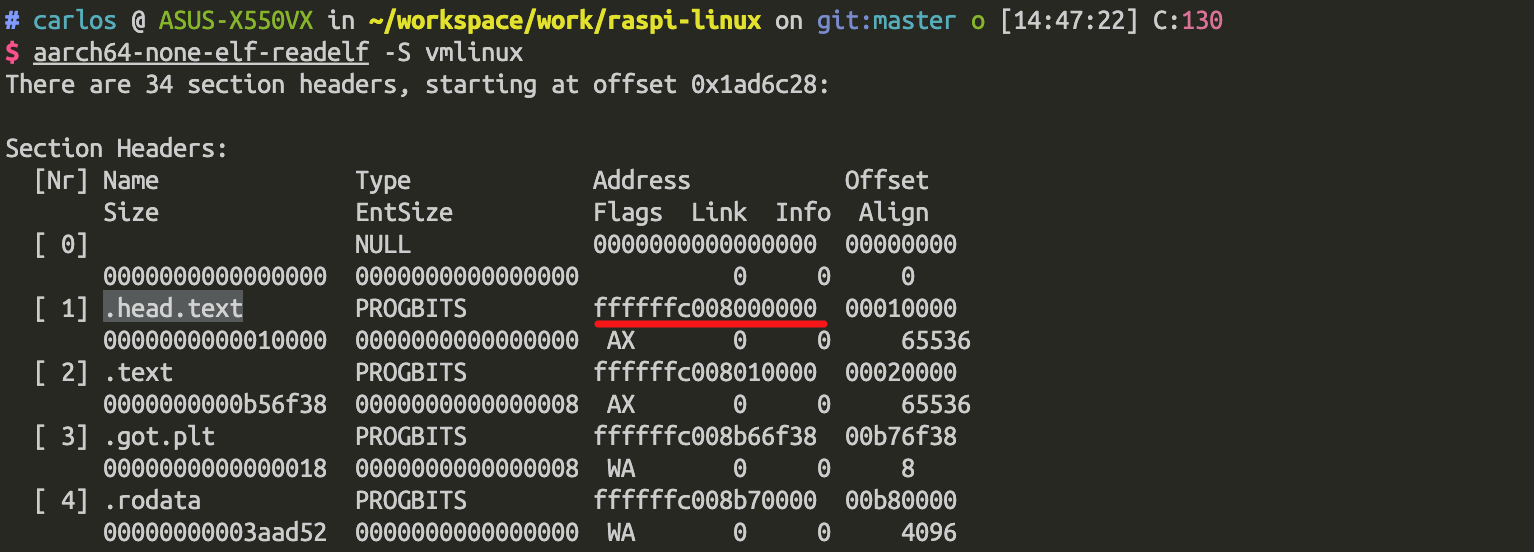 # carlos @ ASUS-X550VX in ~/workspace/work/raspi-linux on git:master o [14:47:22] C:130
$ aarch64-none-elf-readelf -S vmlinux
There are 34 section headers, starting at offset 0x1ad6c28:
Section Headers:
[Nr] Name Type Address Offset
Size EntSize Flags Link Info Align
[ 0] NULL 0000000000000000 00000000
0000000000000000 0000000000000000 0 0 0
[ 1] .head.text PROGBITS ffffffc008000000 00010000
0000000000010000 0000000000000000 AX 0 0 65536
[ 2] .text PROGBITS ffffffc008010000 00020000
0000000000b56f38 0000000000000008 AX 0 0 65536
[ 3] .got.plt PROGBITS ffffffc008b66f38 00b76f38
0000000000000018 0000000000000008 WA 0 0 8
[ 4] .rodata PROGBITS ffffffc008b70000 00b80000
00000000003aad52 0000000000000000 WA 0 0 4096